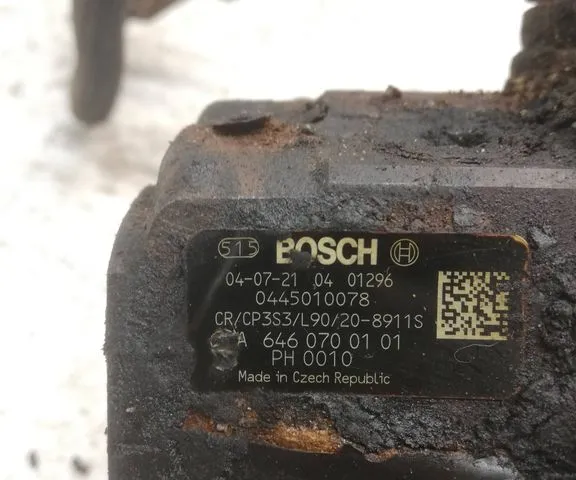 515 BOSCH
04-07-21 04 01296
0445010078
CR/CP3S3/L90/20-8911S
A 646 070 01 01
PH 0010
Made in Czech Republic